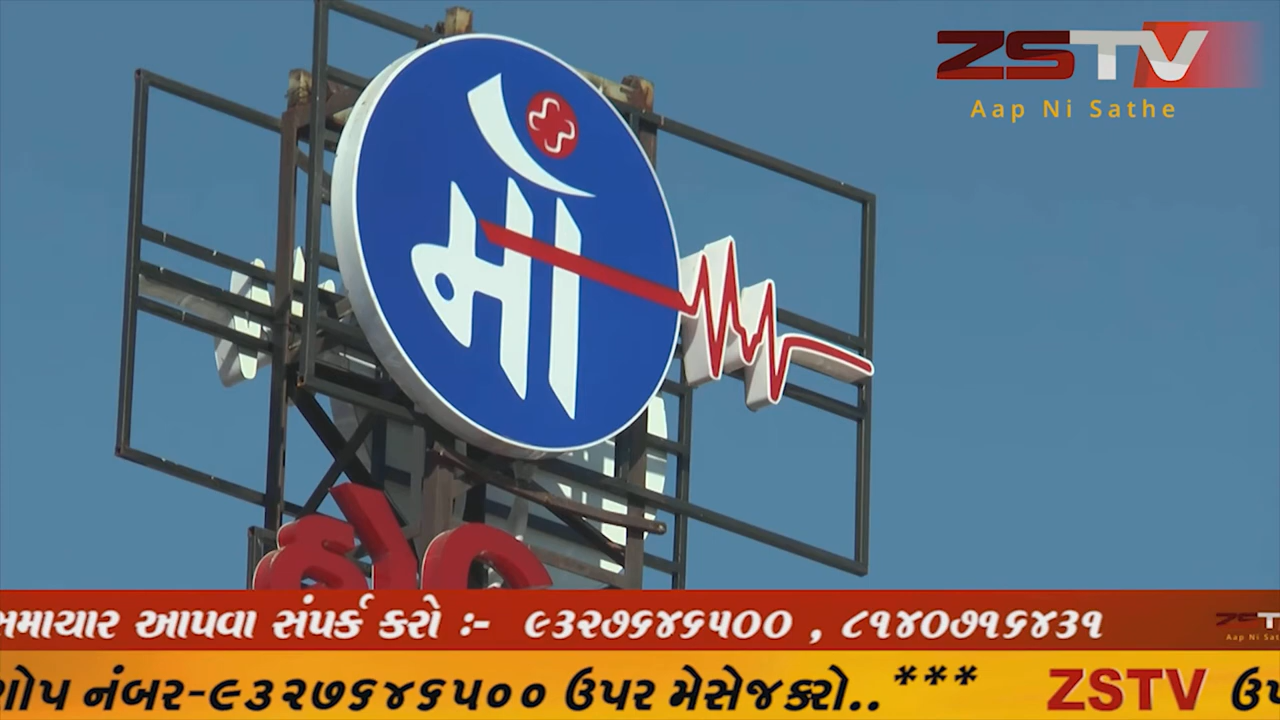 ZSTV
Aap Ni Sathe
માઁ
સમાચાર આપવા સંપર્ક કરો :- ૯૩૨૭૬૪૬૫૦૦ , ૮૧૪૦૭૧૬૪૩૧
નંબર-૯૩૨૭૬૪૬૫૦૦ ઉપર મેસેજ કરો.. *** ZSTV